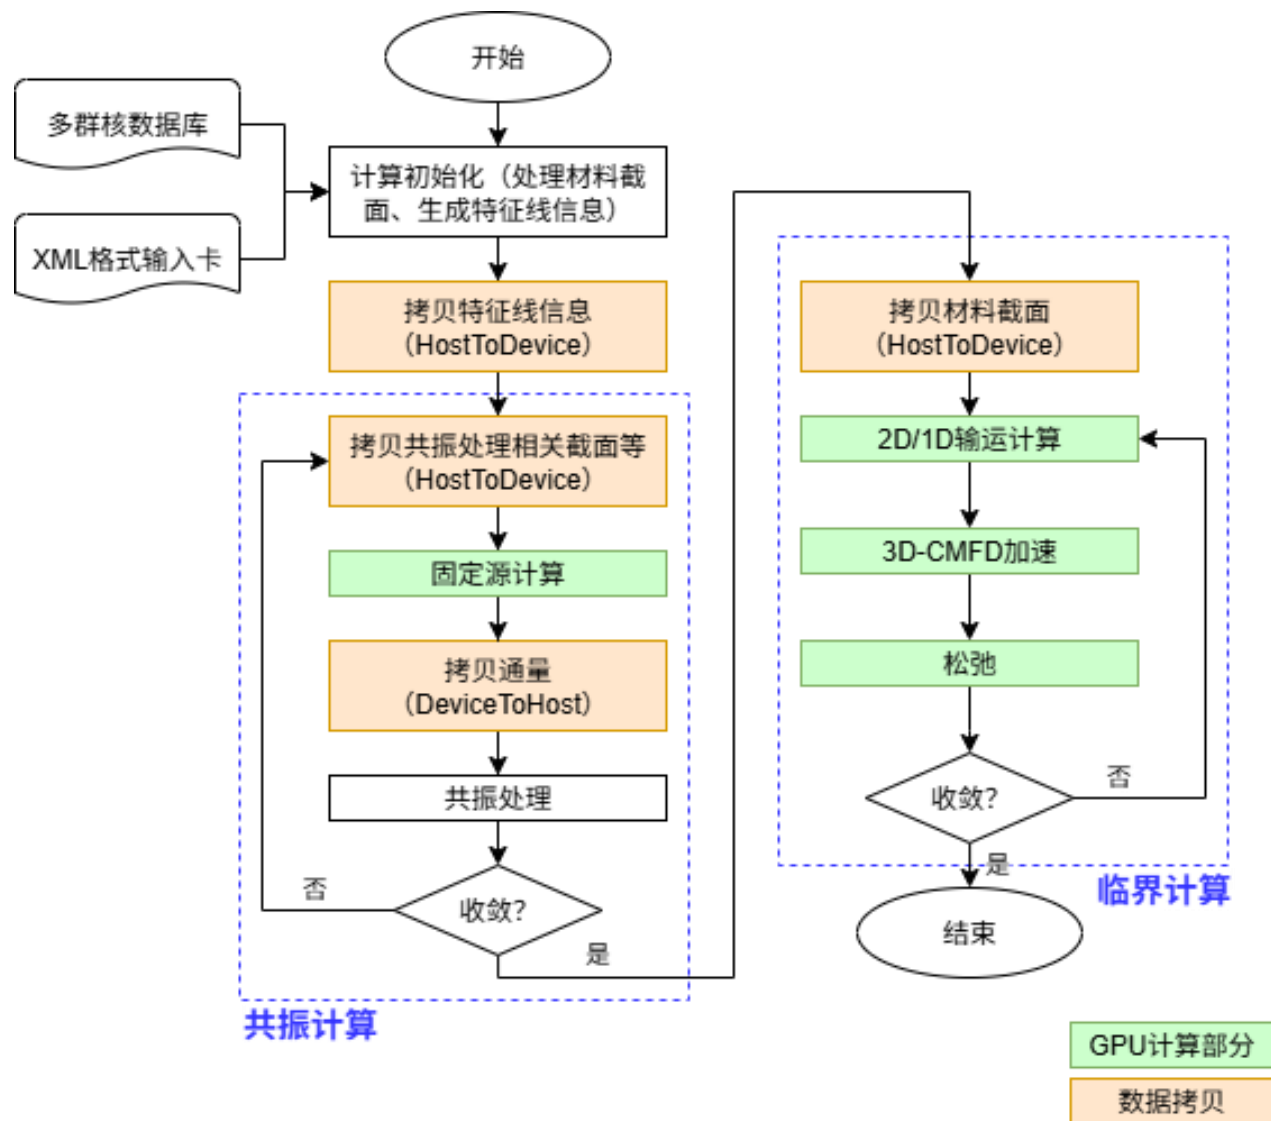 开始
多群核数据库
XML格式输入卡
计算初始化（处理材料截
面、生成特征线信息）
拷贝特征线信息
（HostToDevice）
拷贝共振处理相关截面等
（HostToDevice）
固定源计算
拷贝通量
（DeviceToHost）
共振处理
收敛？
否
是
共振计算
拷贝材料截面
（HostToDevice）
2D/1D输运计算
3D-CMFD加速
松弛
收敛？
否
是
临界计算
结束
GPU计算部分
数据拷贝